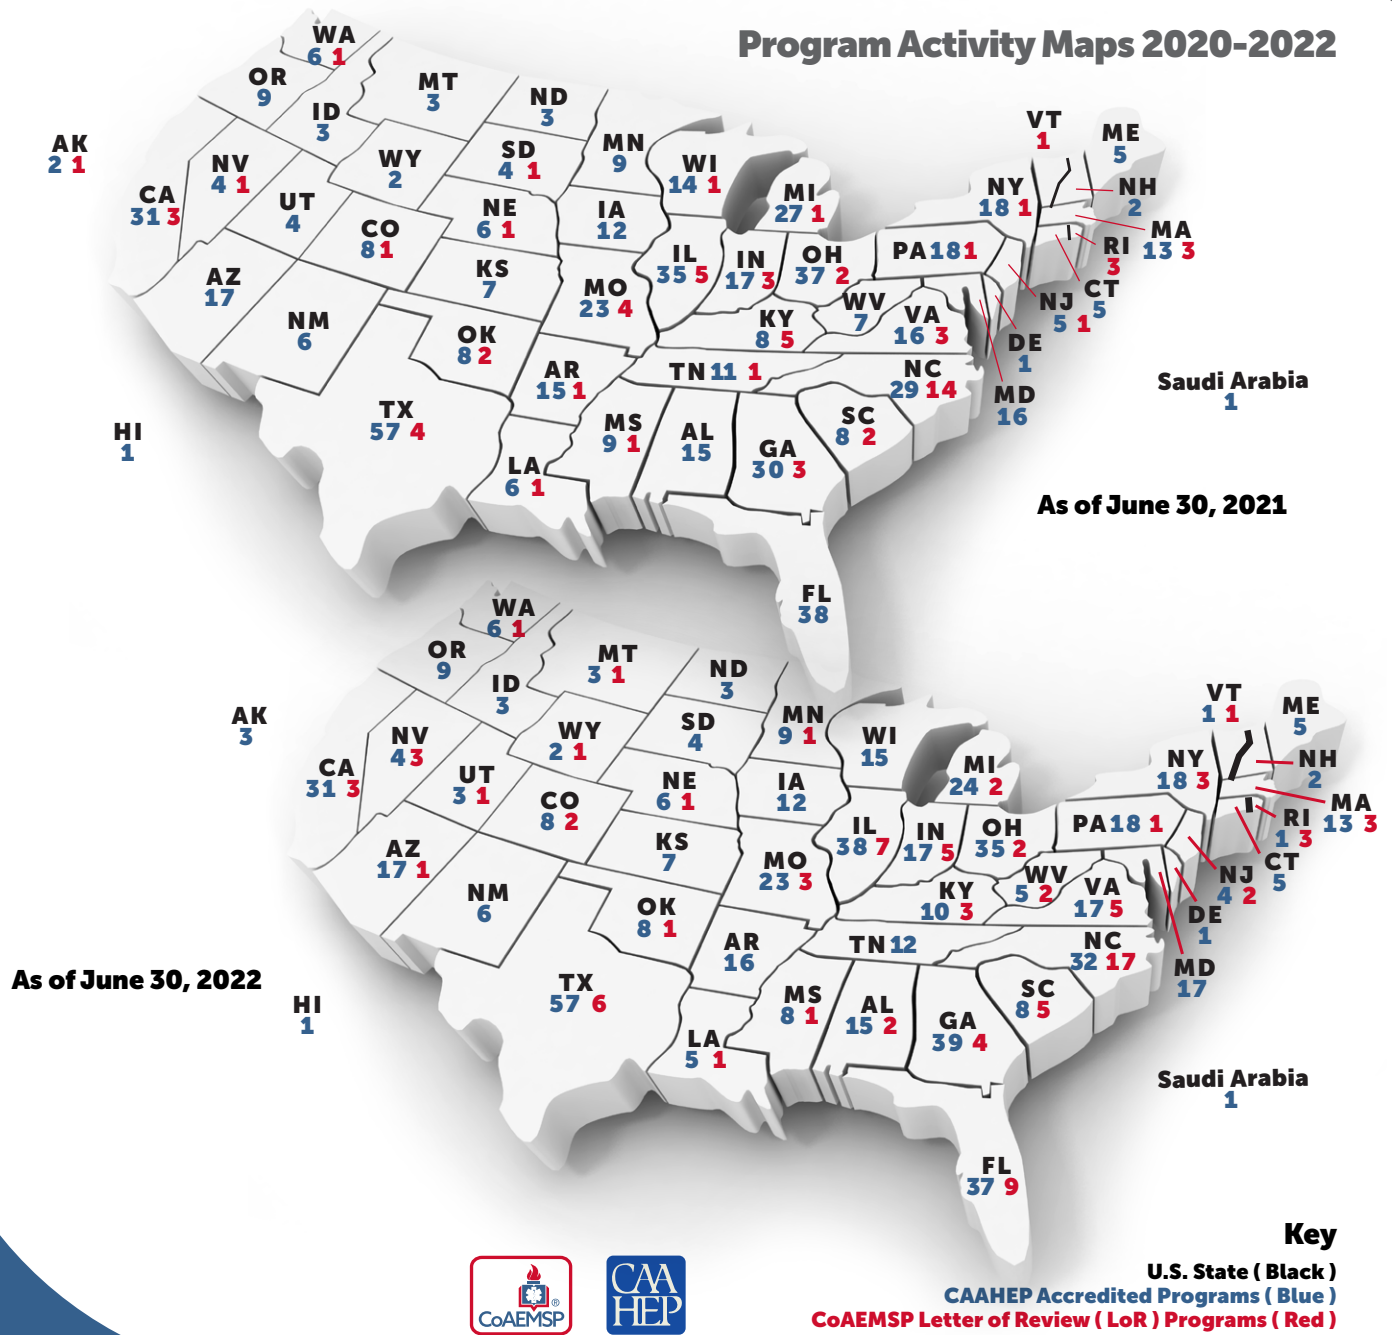 Program Activity Maps 2020-2022
WA
6 1
OR
9
MT
3
ID
3
ND
3
AK
2 1
NV
4 1
WY
2
SD
4 1
MN
9
WI
14 1
VT
1
ME
5
CA
31 3
UT
4
CO
8 1
NE
6 1
IA
12
MI
27 1
NY
18 1
NH
2
AZ
17
KS
7
MO
23 4
IL
35 5
IN
17 3
OH
37 2
PA 18 1
RI
3
MA
13 3
NM
6
OK
8 2
KY
8 5
WV
7
VA
16 3
NJ
5 1
CT
5
DE
1
TX
57 4
AR
15 1
TN 11 1
NC
29 14
MD
16
Saudi Arabia
1
HI
1
LA
6 1
MS
9 1
AL
15
GA
30 3
SC
8 2
As of June 30, 2021
FL
38
WA
6 1
OR
9
MT
3 1
ID
3
ND
3
AK
3
NV
4 3
WY
2 1
SD
4
MN
9 1
WI
15
VT
1 1
ME
5
CA
31 3
UT
3 1
CO
8 2
NE
6 1
IA
12
MI
24 2
NY
18 3
NH
2
AZ
17 1
KS
7
MO
23 3
IL
38 7
IN
17 5
OH
35 2
PA 18 1
RI
1 3
MA
13 3
NM
6
OK
8 1
KY
10 3
WV
5 2
VA
17 5
NJ
4 2
CT
5
DE
1
As of June 30, 2022
TX
57 6
AR
16
TN 12
NC
32 17
MD
17
HI
1
LA
5 1
MS
8 1
AL
15 2
GA
39 4
SC
8 5
Saudi Arabia
1
FL
37 9
Key
U.S. State ( Black )
CAAHEP Accredited Programs ( Blue )
CoAEMSP Letter of Review ( LoR ) Programs ( Red )
®
CoAEMSP
CAA
HEP